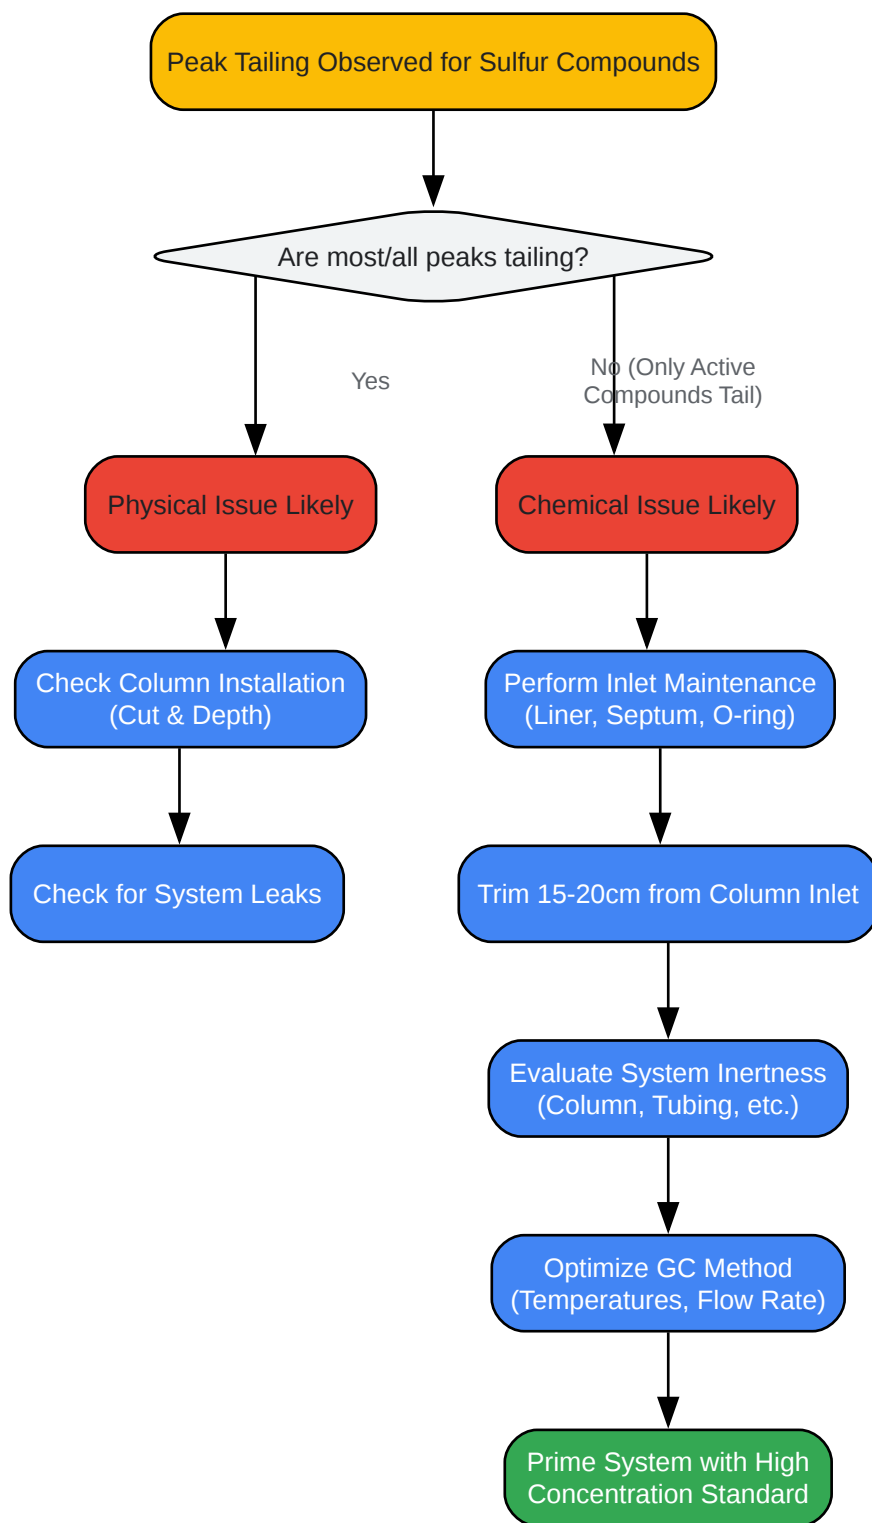 Peak Tailing Observed for Sulfur Compounds
Are most/all peaks tailing?
Yes
No (Only Active
Compounds Tail)
Physical Issue Likely
Chemical Issue Likely
Check Column Installation
(Cut & Depth)
Perform Inlet Maintenance
(Liner, Septum, O-ring)
Check for System Leaks
Trim 15-20cm from Column Inlet
Evaluate System Inertness
(Column, Tubing, etc.)
Optimize GC Method
(Temperatures, Flow Rate)
Prime System with High
Concentration Standard